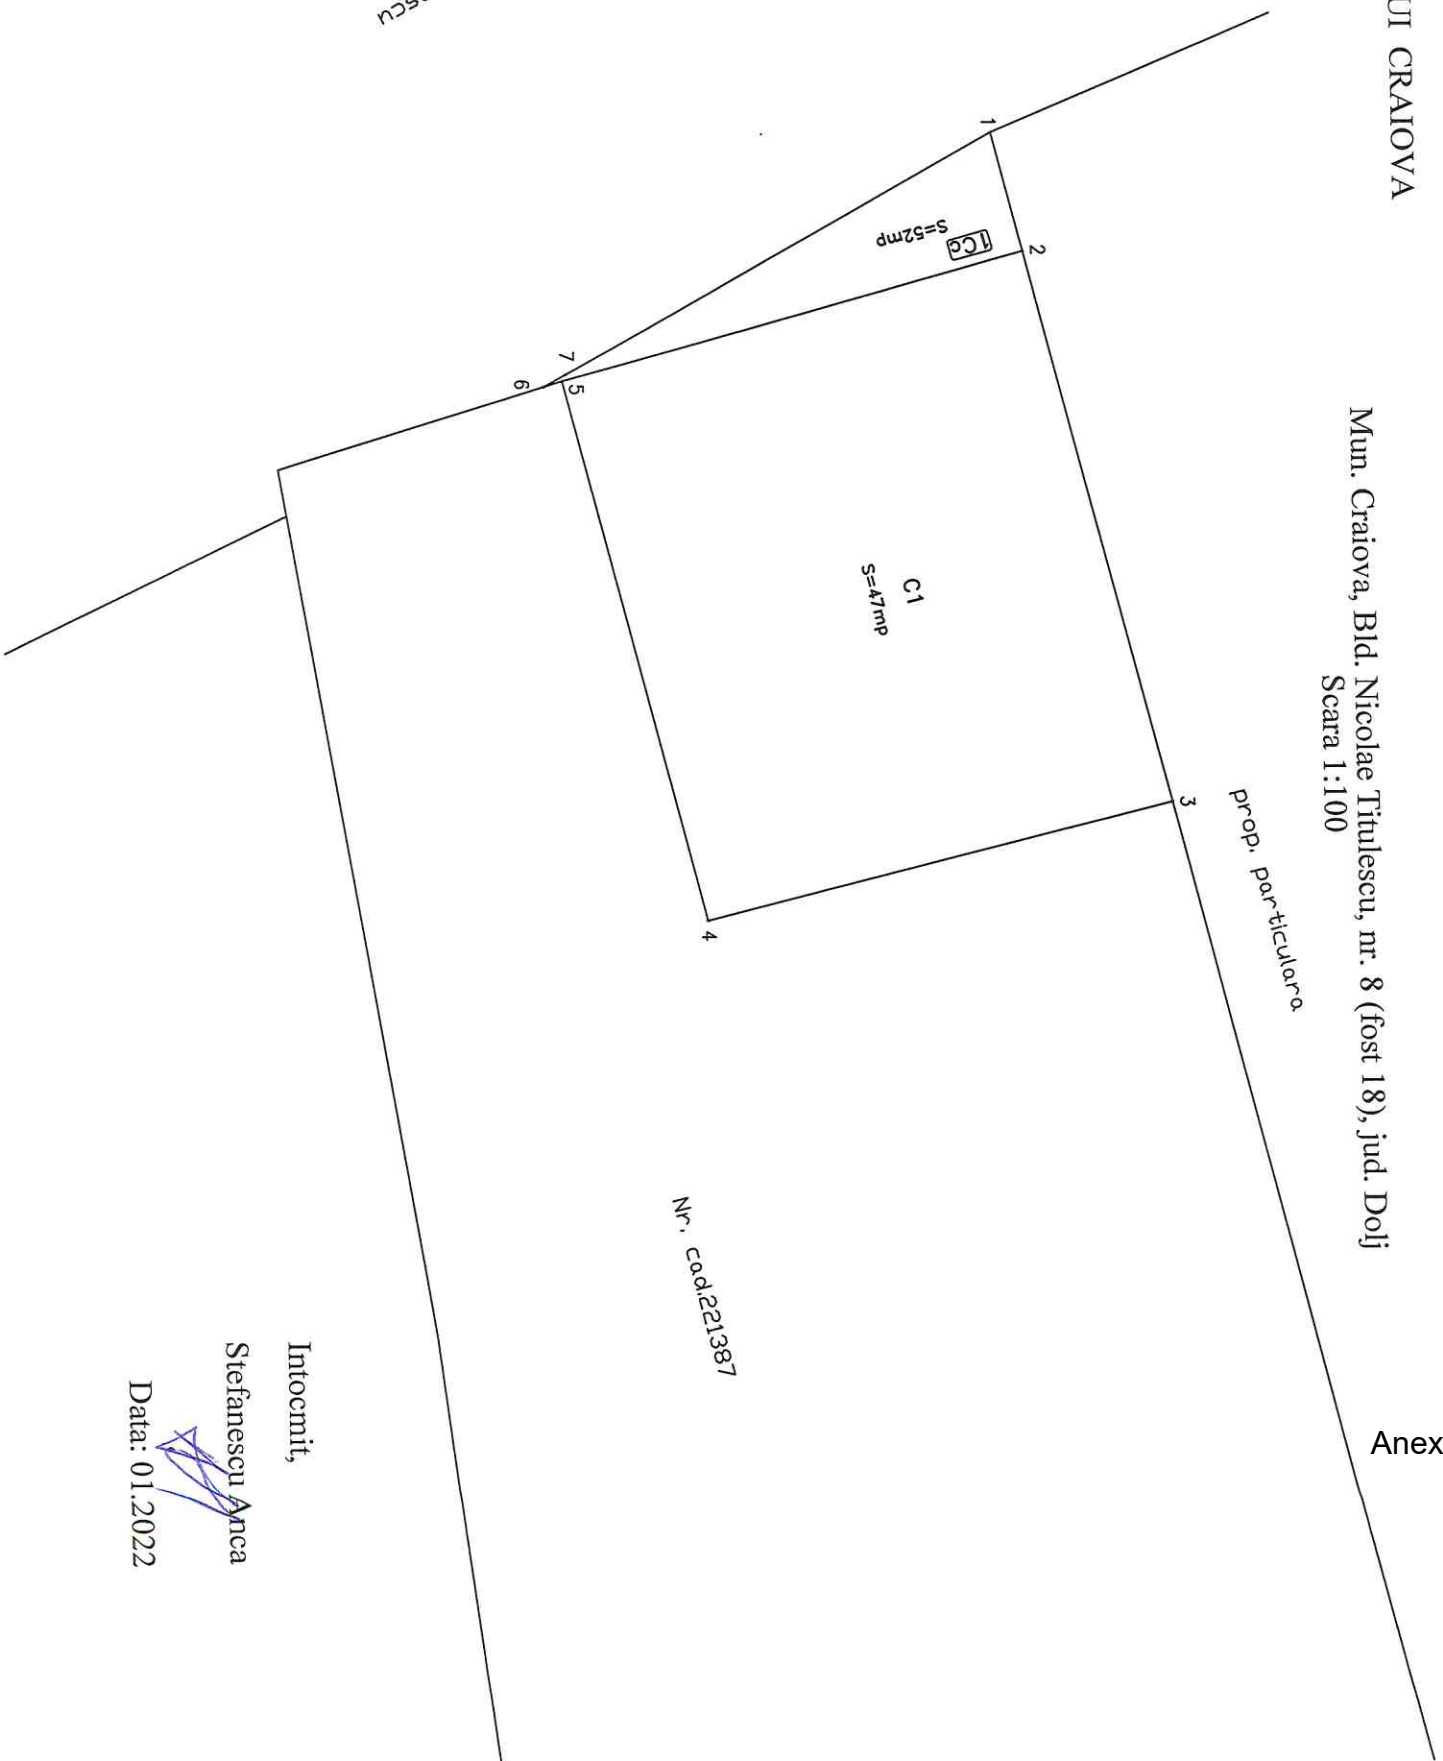 UI CRAIOVA
Mun. Craiova, Bld. Nicolae Titulescu, nr. 8 (fost 18), jud. Dolj
Scara 1:100
prop. particulara
1
2
1Cc
S=52mp
3
C1
S=47mp
7
5
6
4
Nr. cad.221387
Anex
Intocmit,
Stefanescu Anca
Data: 01.2022